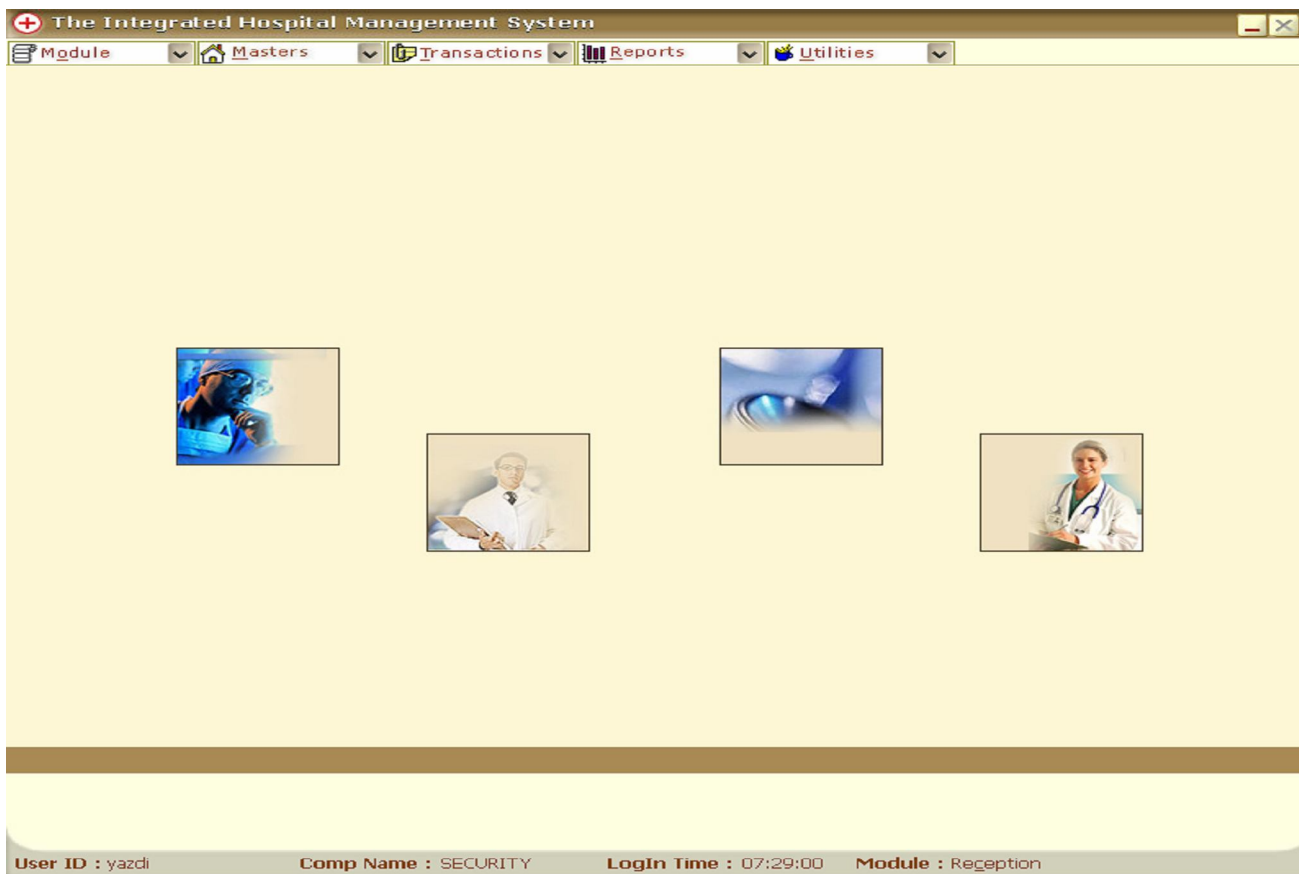 The Integrated Hospital Management System
Module Masters Transactions Reports Utilities
User ID : yazdi Comp Name : SECURITY LogIn Time : 07:29:00 Module : Reception